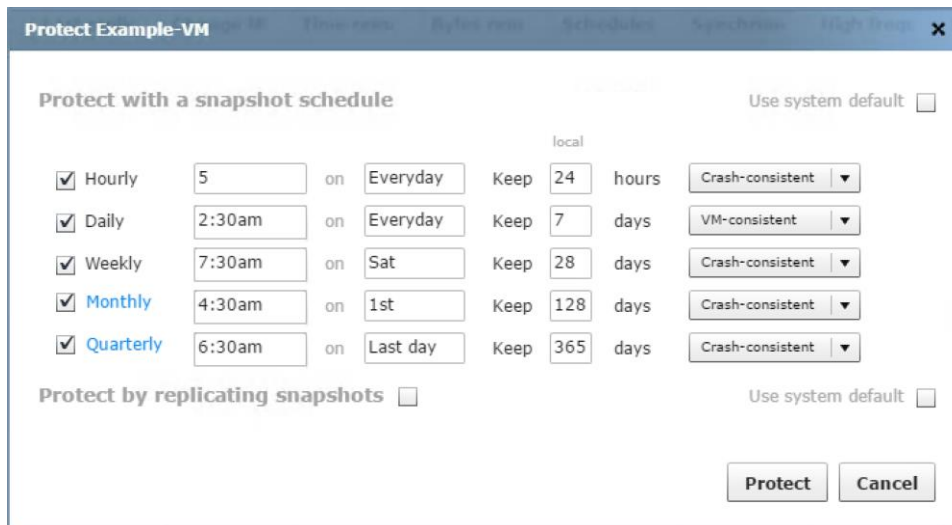 Protect Example-VM
Protect with a snapshot schedule Use system default
local
Hourly 5 on Everyday Keep 24 hours Crash-consistent
Daily 2:30am on Everyday Keep 7 days VM-consistent
Weekly 7:30am on Sat Keep 28 days Crash-consistent
Monthly 4:30am on 1st Keep 128 days Crash-consistent
Quarterly 6:30am on Last day Keep 365 days Crash-consistent
Protect by replicating snapshots Use system default
Protect Cancel